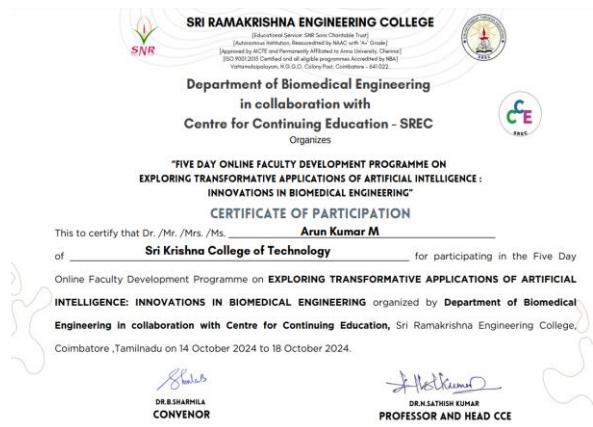 SRI RAMAKRISHNA ENGINEERING COLLEGE
[Educational Service: SNR Sons Charitable Trust]
[Autonomous Institution, Reaccredited by NAAC with 'A+' Grade]
[Approved by AICTE and Permanently Affiliated to Anna University, Chennai]
[ISO 9001:2015 Certified and all eligible programmes Accredited by NBA]
Vattamalaipalayam, N.G.G.O. Colony Post, Coimbatore - 641 022.
SNR
SREC
Department of Biomedical Engineering
in collaboration with
Centre for Continuing Education - SREC
Organizes
CCE
SREC
"FIVE DAY ONLINE FACULTY DEVELOPMENT PROGRAMME ON
EXPLORING TRANSFORMATIVE APPLICATIONS OF ARTIFICIAL INTELLIGENCE :
INNOVATIONS IN BIOMEDICAL ENGINEERING"
CERTIFICATE OF PARTICIPATION
This to certify that Dr. /Mr. /Mrs. /Ms. Arun Kumar M
of Sri Krishna College of Technology for participating in the Five Day
Online Faculty Development Programme on EXPLORING TRANSFORMATIVE APPLICATIONS OF ARTIFICIAL
INTELLIGENCE: INNOVATIONS IN BIOMEDICAL ENGINEERING organized by Department of Biomedical
Engineering in collaboration with Centre for Continuing Education, Sri Ramakrishna Engineering College,
Coimbatore ,Tamilnadu on 14 October 2024 to 18 October 2024.
DR.B.SHARMILA
CONVENOR
DR.N.SATHISH KUMAR
PROFESSOR AND HEAD CCE